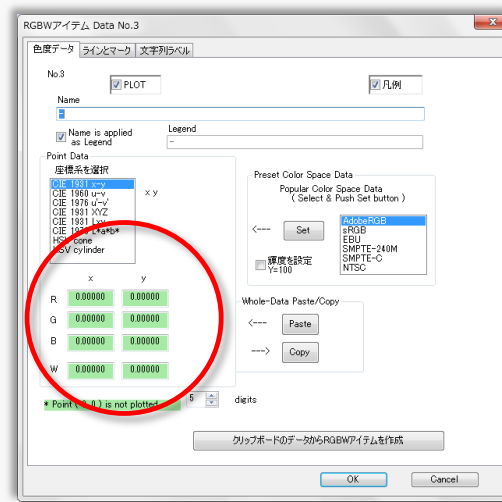 RGBWアイテム Data No.3
x
色度データ ラインとマーク 文字列ラベル
No.3
PLOT
凡例
Name
-
Name is applied as Legend
Legend
-
Point Data
座標系を選択
CIE 1931 x-y
CIE 1960 u-v
CIE 1976 u'-v'
CIE 1931 XYZ
CIE 1931 Lxy
CIE 1976 L*a*b*
HSV cone
HSV cylinder
x y
Preset Color Space Data
Popular Color Space Data
( Select & Push Set button )
<--- Set
輝度を設定
Y=100
AdobeRGB
sRGB
EBU
SMPTE-240M
SMPTE-C
NTSC
x y
R 0.00000 0.00000
G 0.00000 0.00000
B 0.00000 0.00000
W 0.00000 0.00000
Whole-Data Paste/Copy
<--- Paste
---> Copy
* Point ( 0, 0 ) is not plotted
5 digits
クリップボードのデータからRGBWアイテムを作成
OK Cancel